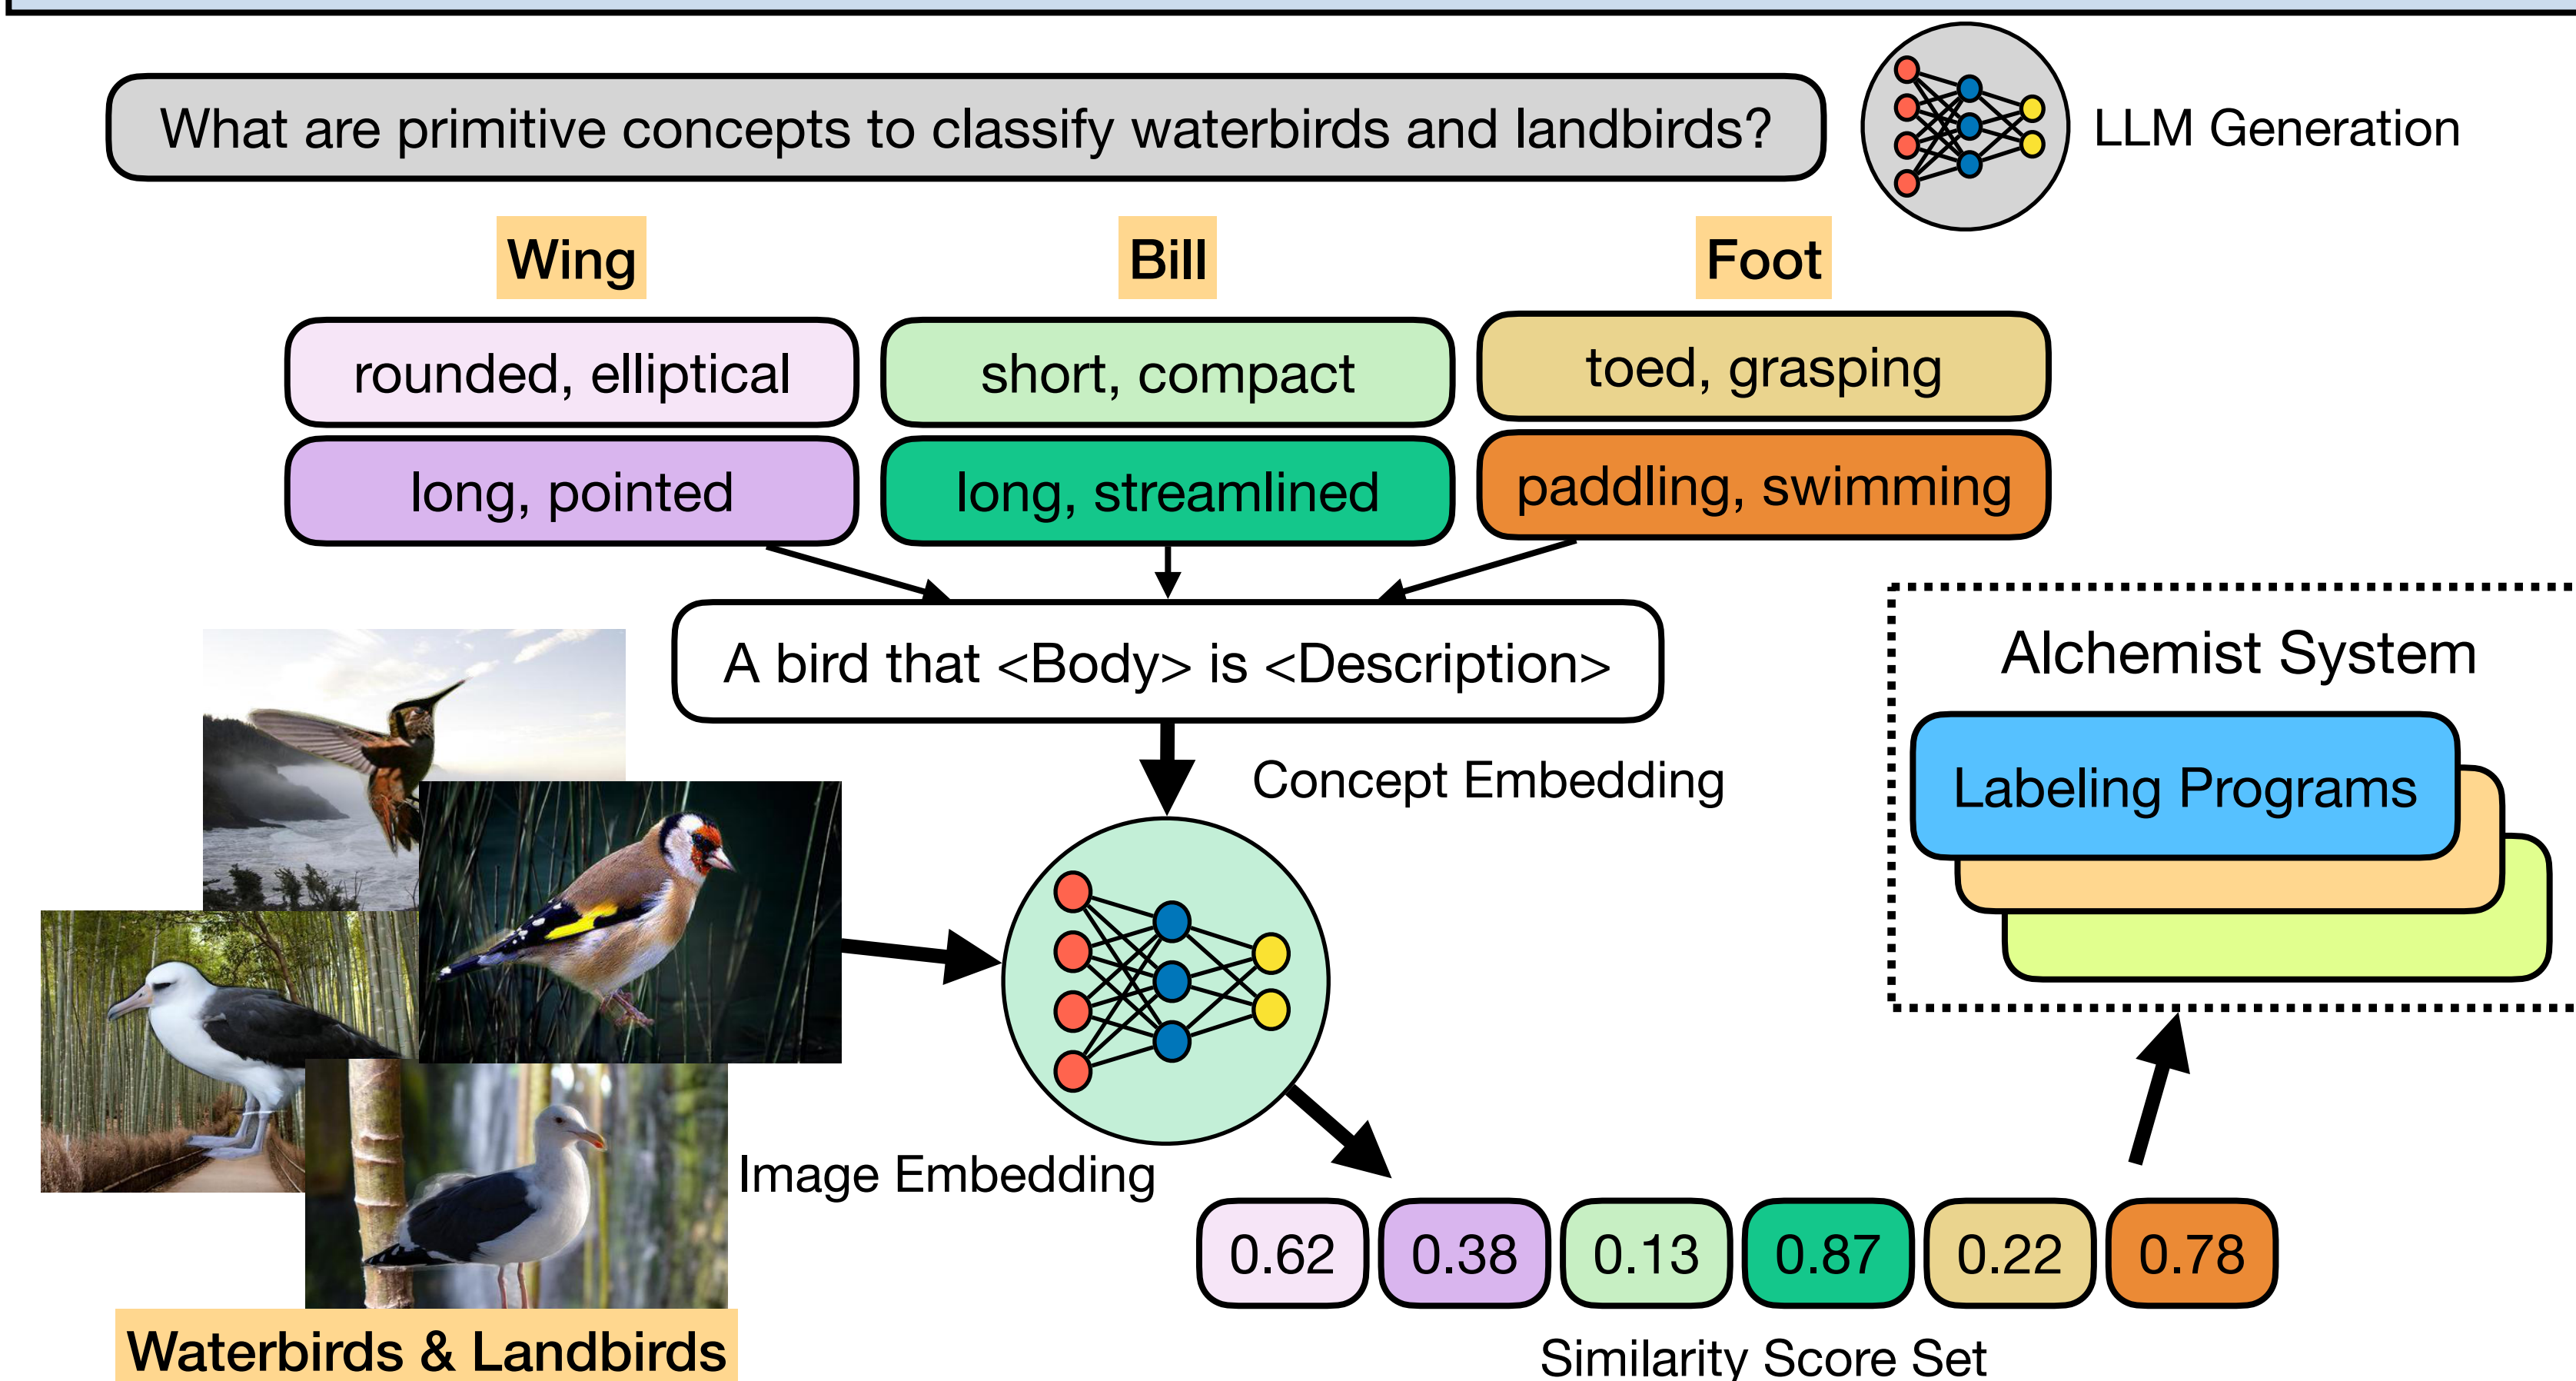 What are primitive concepts to classify waterbirds and landbirds?
LLM Generation
Wing
Bill
Foot
rounded, elliptical
short, compact
toed, grasping
long, pointed
long, streamlined
paddling, swimming
A bird that <Body> is <Description>
Alchemist System
Labeling Programs
Concept Embedding
Image Embedding
0.62
0.38
0.13
0.87
0.22
0.78
Waterbirds & Landbirds
Similarity Score Set